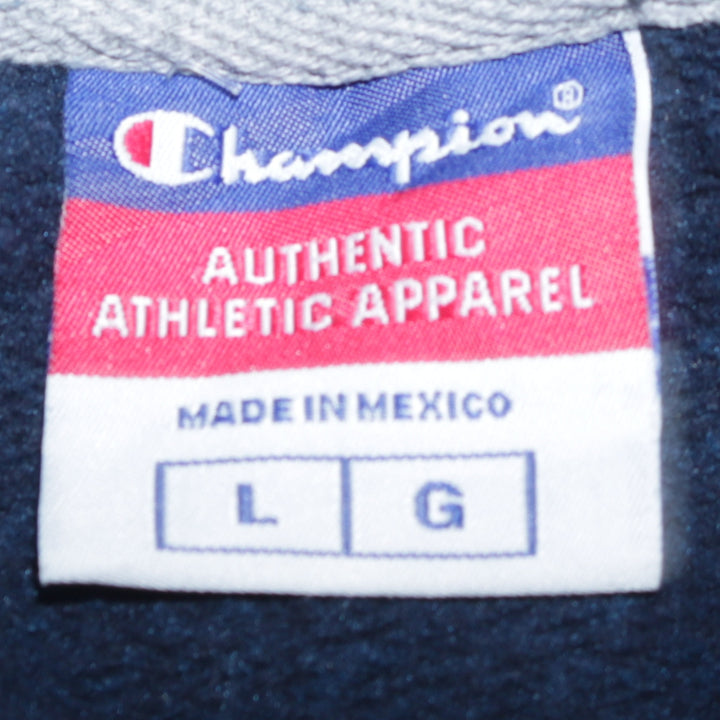 Champion®
AUTHENTIC
ATHLETIC APPAREL
MADE IN MEXICO
L G